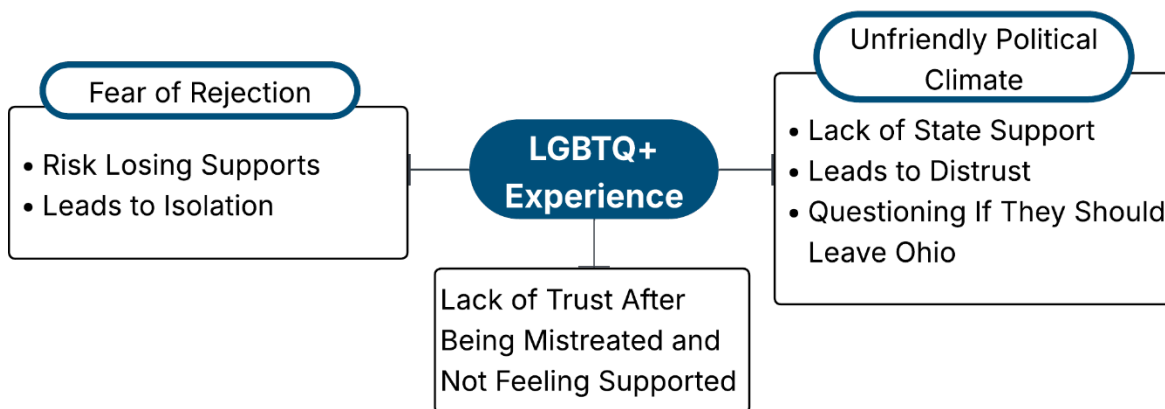 Fear of Rejection
• Risk Losing Supports
• Leads to Isolation
LGBTQ+
Experience
Lack of Trust After
Being Mistreated and
Not Feeling Supported
Unfriendly Political
Climate
• Lack of State Support
• Leads to Distrust
• Questioning If They Should
Leave Ohio